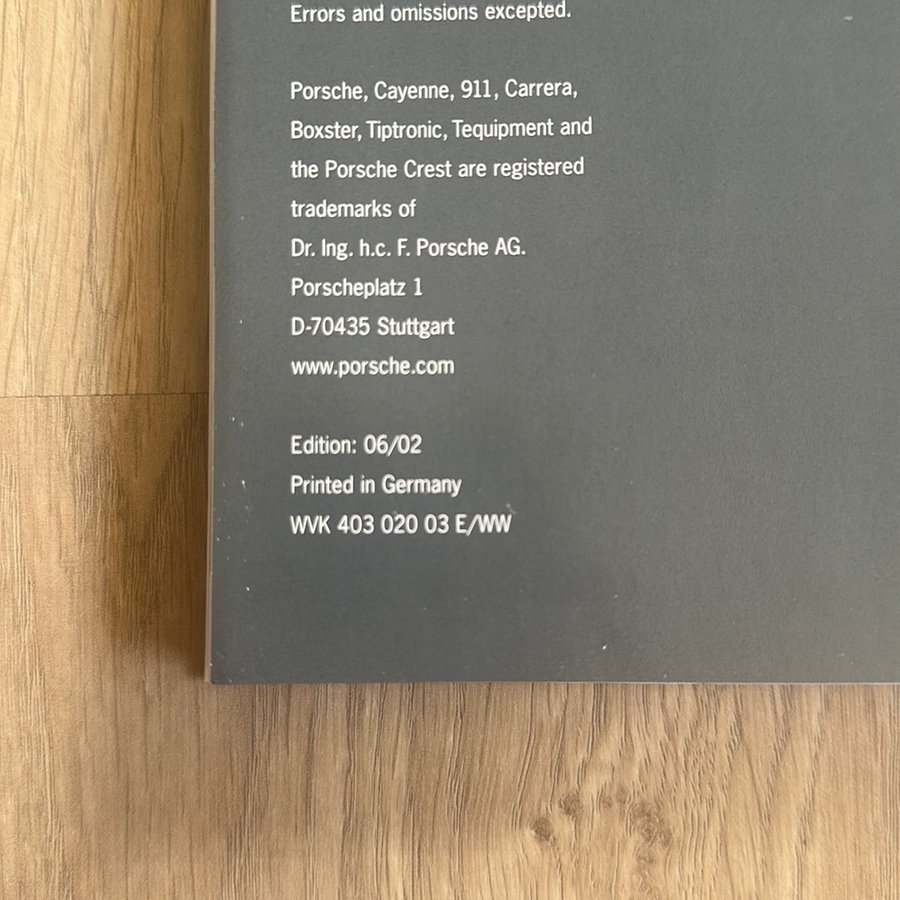 Errors and omissions excepted.
Porsche, Cayenne, 911, Carrera,
Boxster, Tiptronic, Tequipment and
the Porsche Crest are registered
trademarks of
Dr. Ing. h.c. F. Porsche AG.
Porscheplatz 1
D-70435 Stuttgart
www.porsche.com
Edition: 06/02
Printed in Germany
WVK 403 020 03 E/WW